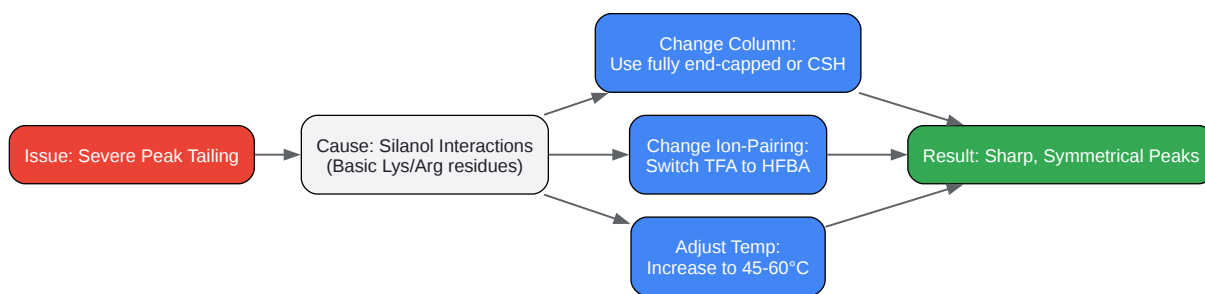 Issue: Severe Peak Tailing
Cause: Silanol Interactions
(Basic Lys/Arg residues)
Change Column:
Use fully end-capped or CSH
Change Ion-Pairing:
Switch TFA to HFBA
Adjust Temp:
Increase to 45-60°C
Result: Sharp, Symmetrical Peaks